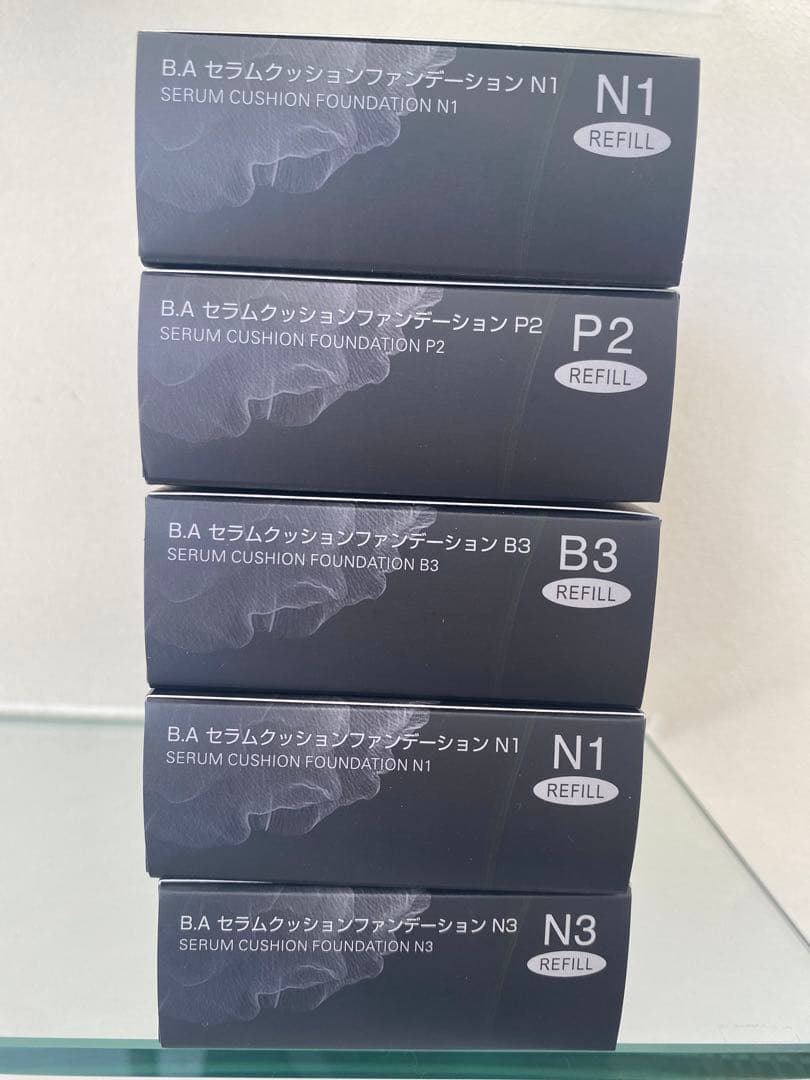 B.A セラムクッションファンデーション N1
SERUM CUSHION FOUNDATION N1
N1
REFILL
B.A セラムクッションファンデーション P2
SERUM CUSHION FOUNDATION P2
P2
REFILL
B.A セラムクッションファンデーション B3
SERUM CUSHION FOUNDATION B3
B3
REFILL
B.A セラムクッションファンデーション N1
SERUM CUSHION FOUNDATION N1
N1
REFILL
B.A セラムクッションファンデーション N3
SERUM CUSHION FOUNDATION N3
N3
REFILL